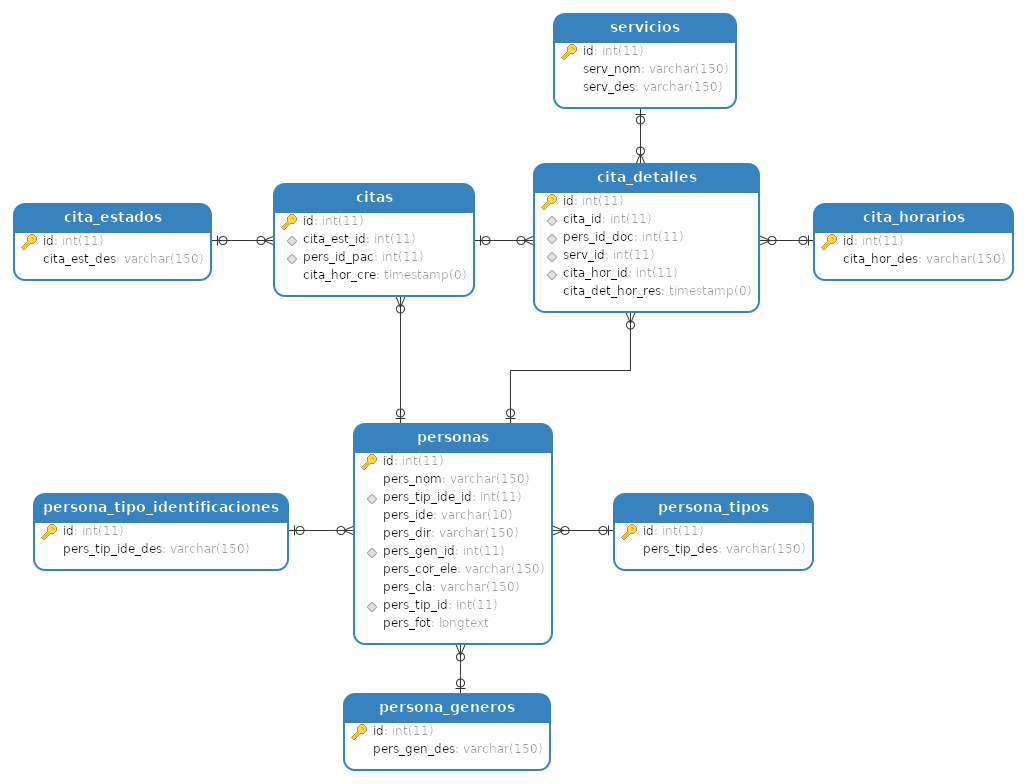 servicios
id: int(11)
serv_nom: varchar(150)
serv_des: varchar(150)
cita_estados
id: int(11)
cita_est_des: varchar(150)
citas
id: int(11)
cita_est_id: int(11)
pers_id_pac: int(11)
cita_hor_cre: timestamp(0)
cita_detalles
id: int(11)
cita_id: int(11)
pers_id_doc: int(11)
serv_id: int(11)
cita_hor_id: int(11)
cita_det_hor_res: timestamp(0)
cita_horarios
id: int(11)
cita_hor_des: varchar(150)
persona_tipo_identificaciones
id: int(11)
pers_tip_ide_des: varchar(150)
personas
id: int(11)
pers_nom: varchar(150)
pers_tip_ide_id: int(11)
pers_ide: varchar(10)
pers_dir: varchar(150)
pers_gen_id: int(11)
pers_cor_ele: varchar(150)
pers_cla: varchar(150)
pers_tip_id: int(11)
pers_fot: longtext
persona_tipos
id: int(11)
pers_tip_des: varchar(150)
persona_generos
id: int(11)
pers_gen_des: varchar(150)